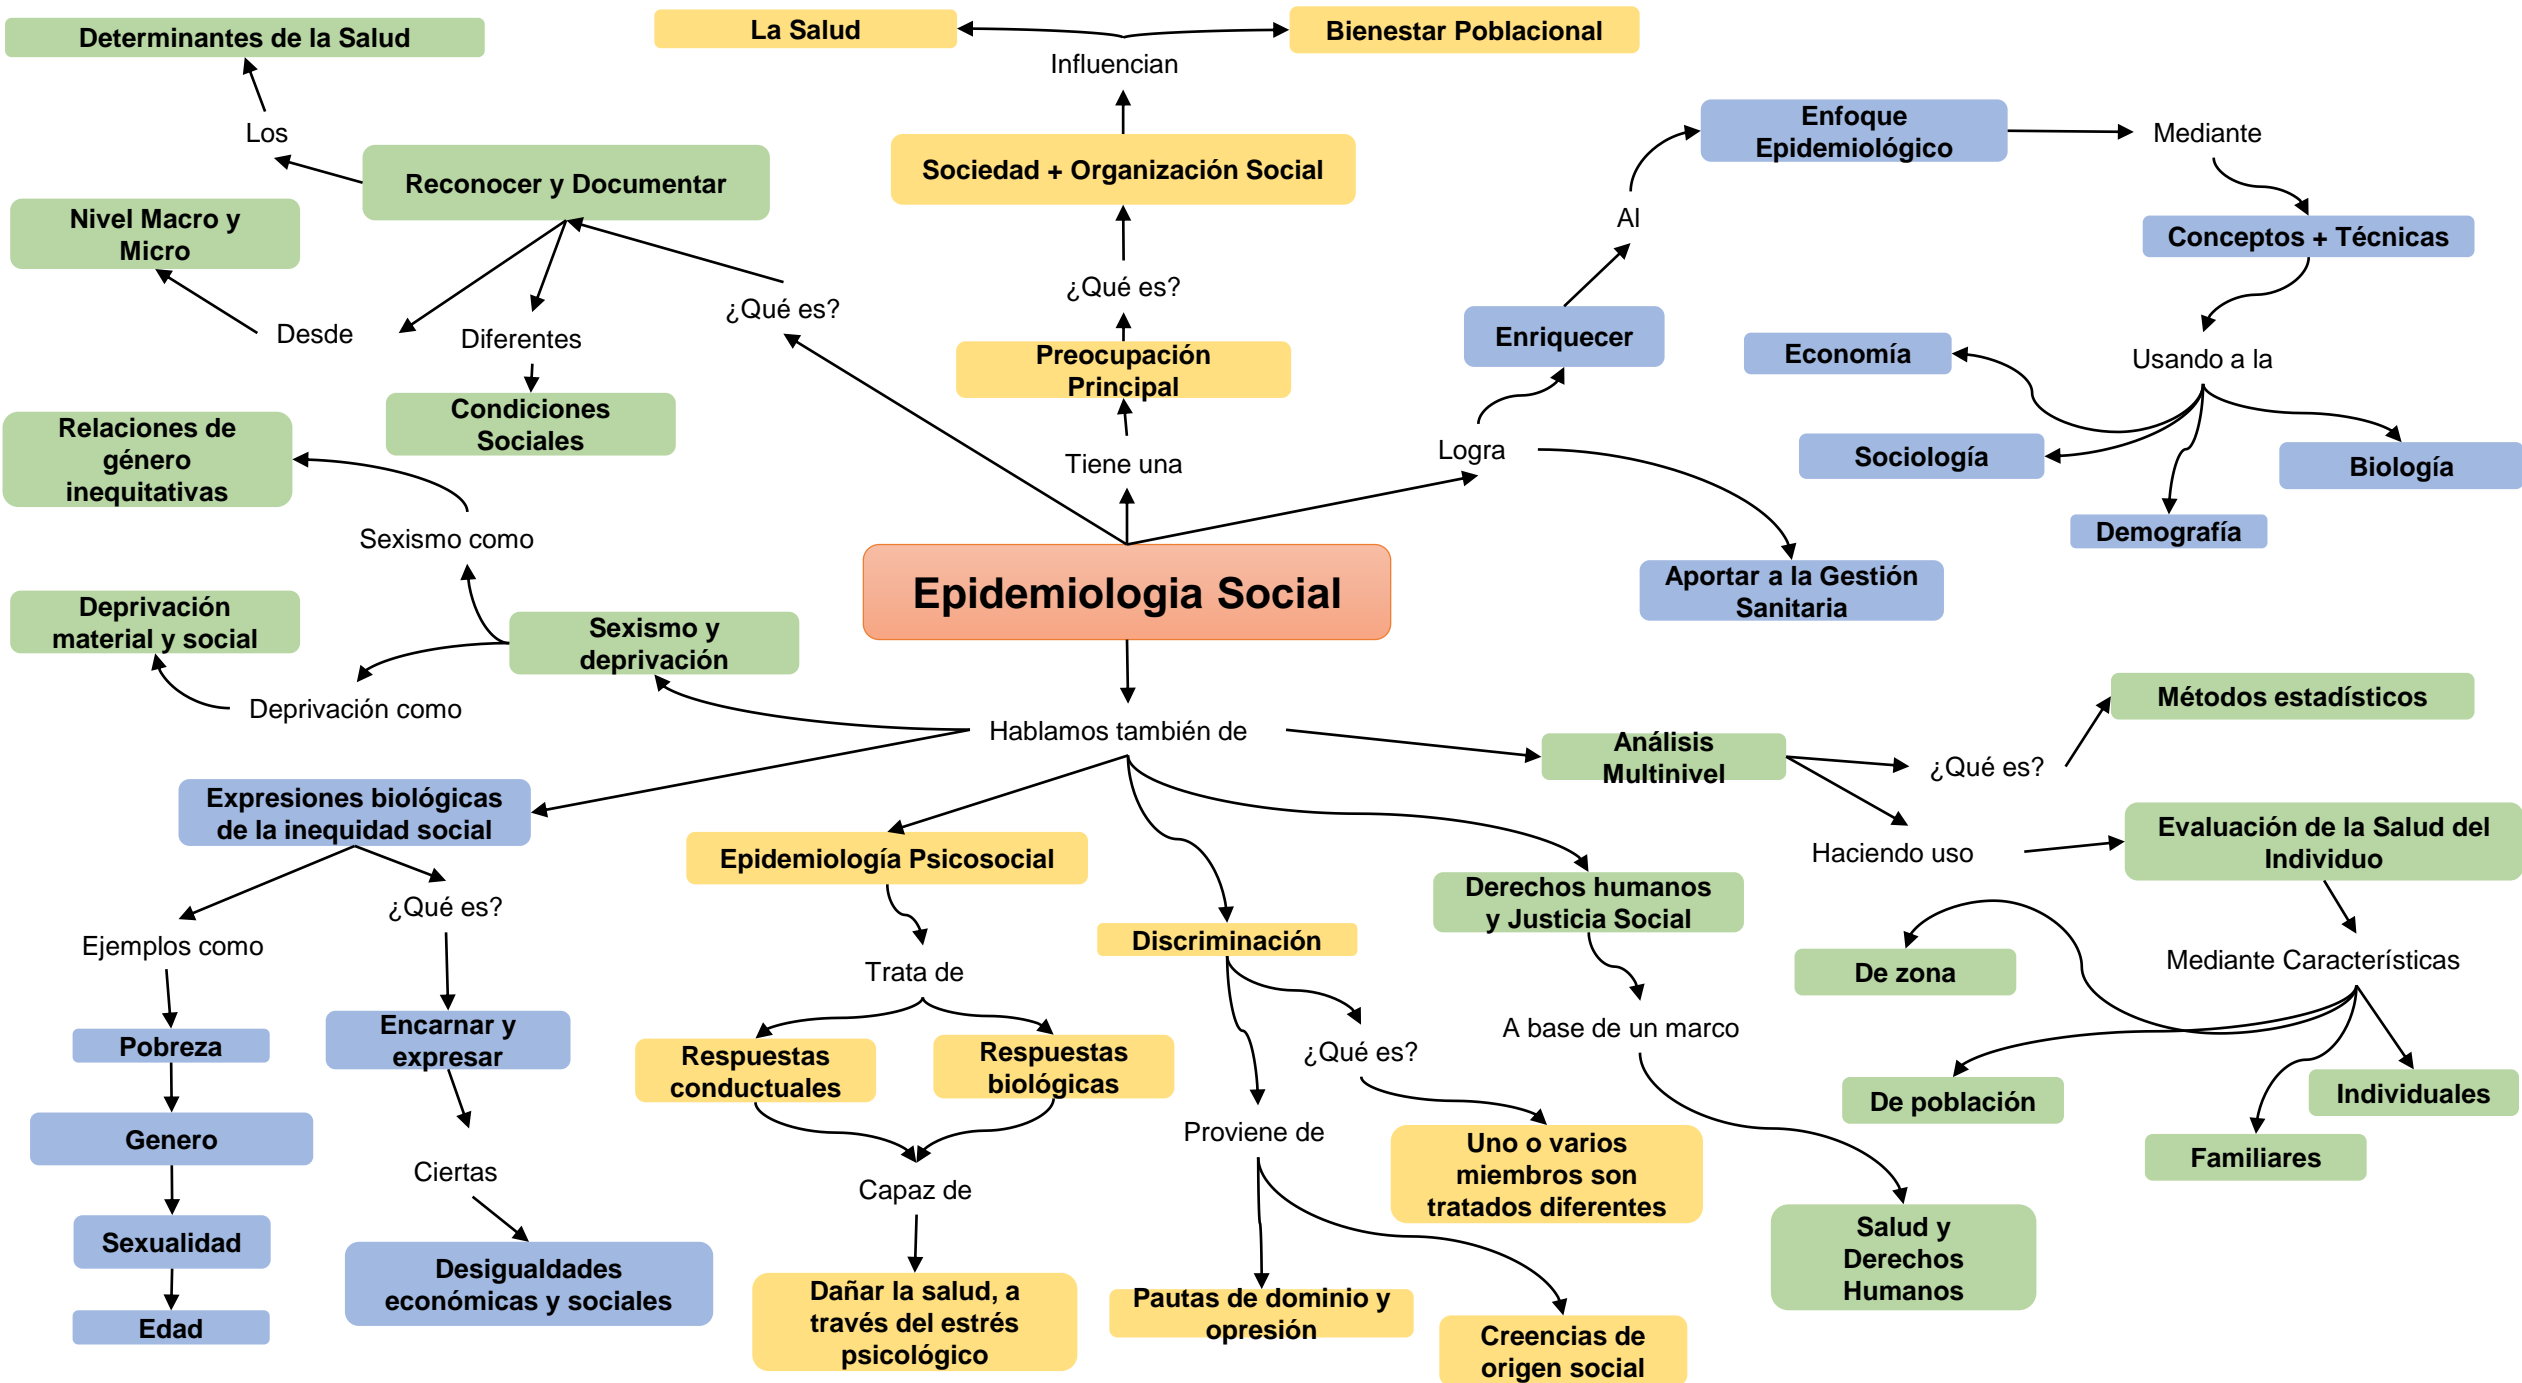 Determinantes de la Salud
La Salud
Bienestar Poblacional
Influencian
Los
Reconocer y Documentar
Sociedad + Organización Social
Enfoque
Epidemiológico
Mediante
Nivel Macro y
Micro
Al
Conceptos + Técnicas
¿Qué es?
¿Qué es?
Desde
Diferentes
Preocupación
Principal
Enriquecer
Economía
Usando a la
Condiciones
Sociales
Relaciones de
género
inequitativas
Tiene una
Logra
Sociología
Biología
Sexismo como
Demografía
Epidemiologia Social
Aportar a la Gestión
Sanitaria
Deprivación
material y social
Sexismo y
deprivación
Deprivación como
Hablamos también de
Métodos estadísticos
Análisis
Multinivel
¿Qué es?
Expresiones biológicas
de la inequidad social
Epidemiología Psicosocial
Haciendo uso
Evaluación de la Salud del
Individuo
¿Qué es?
Derechos humanos
y Justicia Social
Ejemplos como
Discriminación
Trata de
De zona
Mediante Características
Pobreza
Encarnar y
expresar
Respuestas
conductuales
Respuestas
biológicas
¿Qué es?
A base de un marco
De población
Individuales
Genero
Proviene de
Uno o varios
miembros son
tratados diferentes
Familiares
Ciertas
Capaz de
Sexualidad
Desigualdades
económicas y sociales
Salud y
Derechos
Humanos
Edad
Dañar la salud, a
través del estrés
psicológico
Pautas de dominio y
opresión
Creencias de
origen social